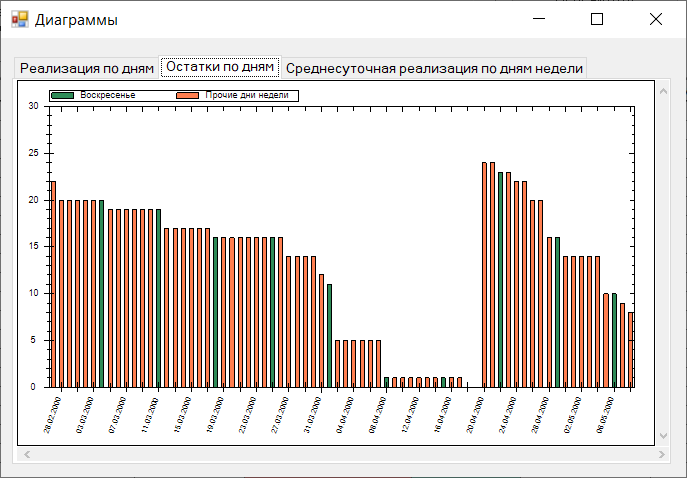 Диаграммы
Реализация по дням Остатки по дням Среднесуточная реализация по дням недели
Воскресенье Прочие дни недели
30
25
20
15
10
5
0
28.02.2000 03.03.2000 07.03.2000 11.03.2000 15.03.2000 19.03.2000 23.03.2000 27.03.2000 31.03.2000 04.04.2000 08.04.2000 12.04.2000 16.04.2000 20.04.2000 24.04.2000 28.04.2000 02.05.2000 06.05.2000